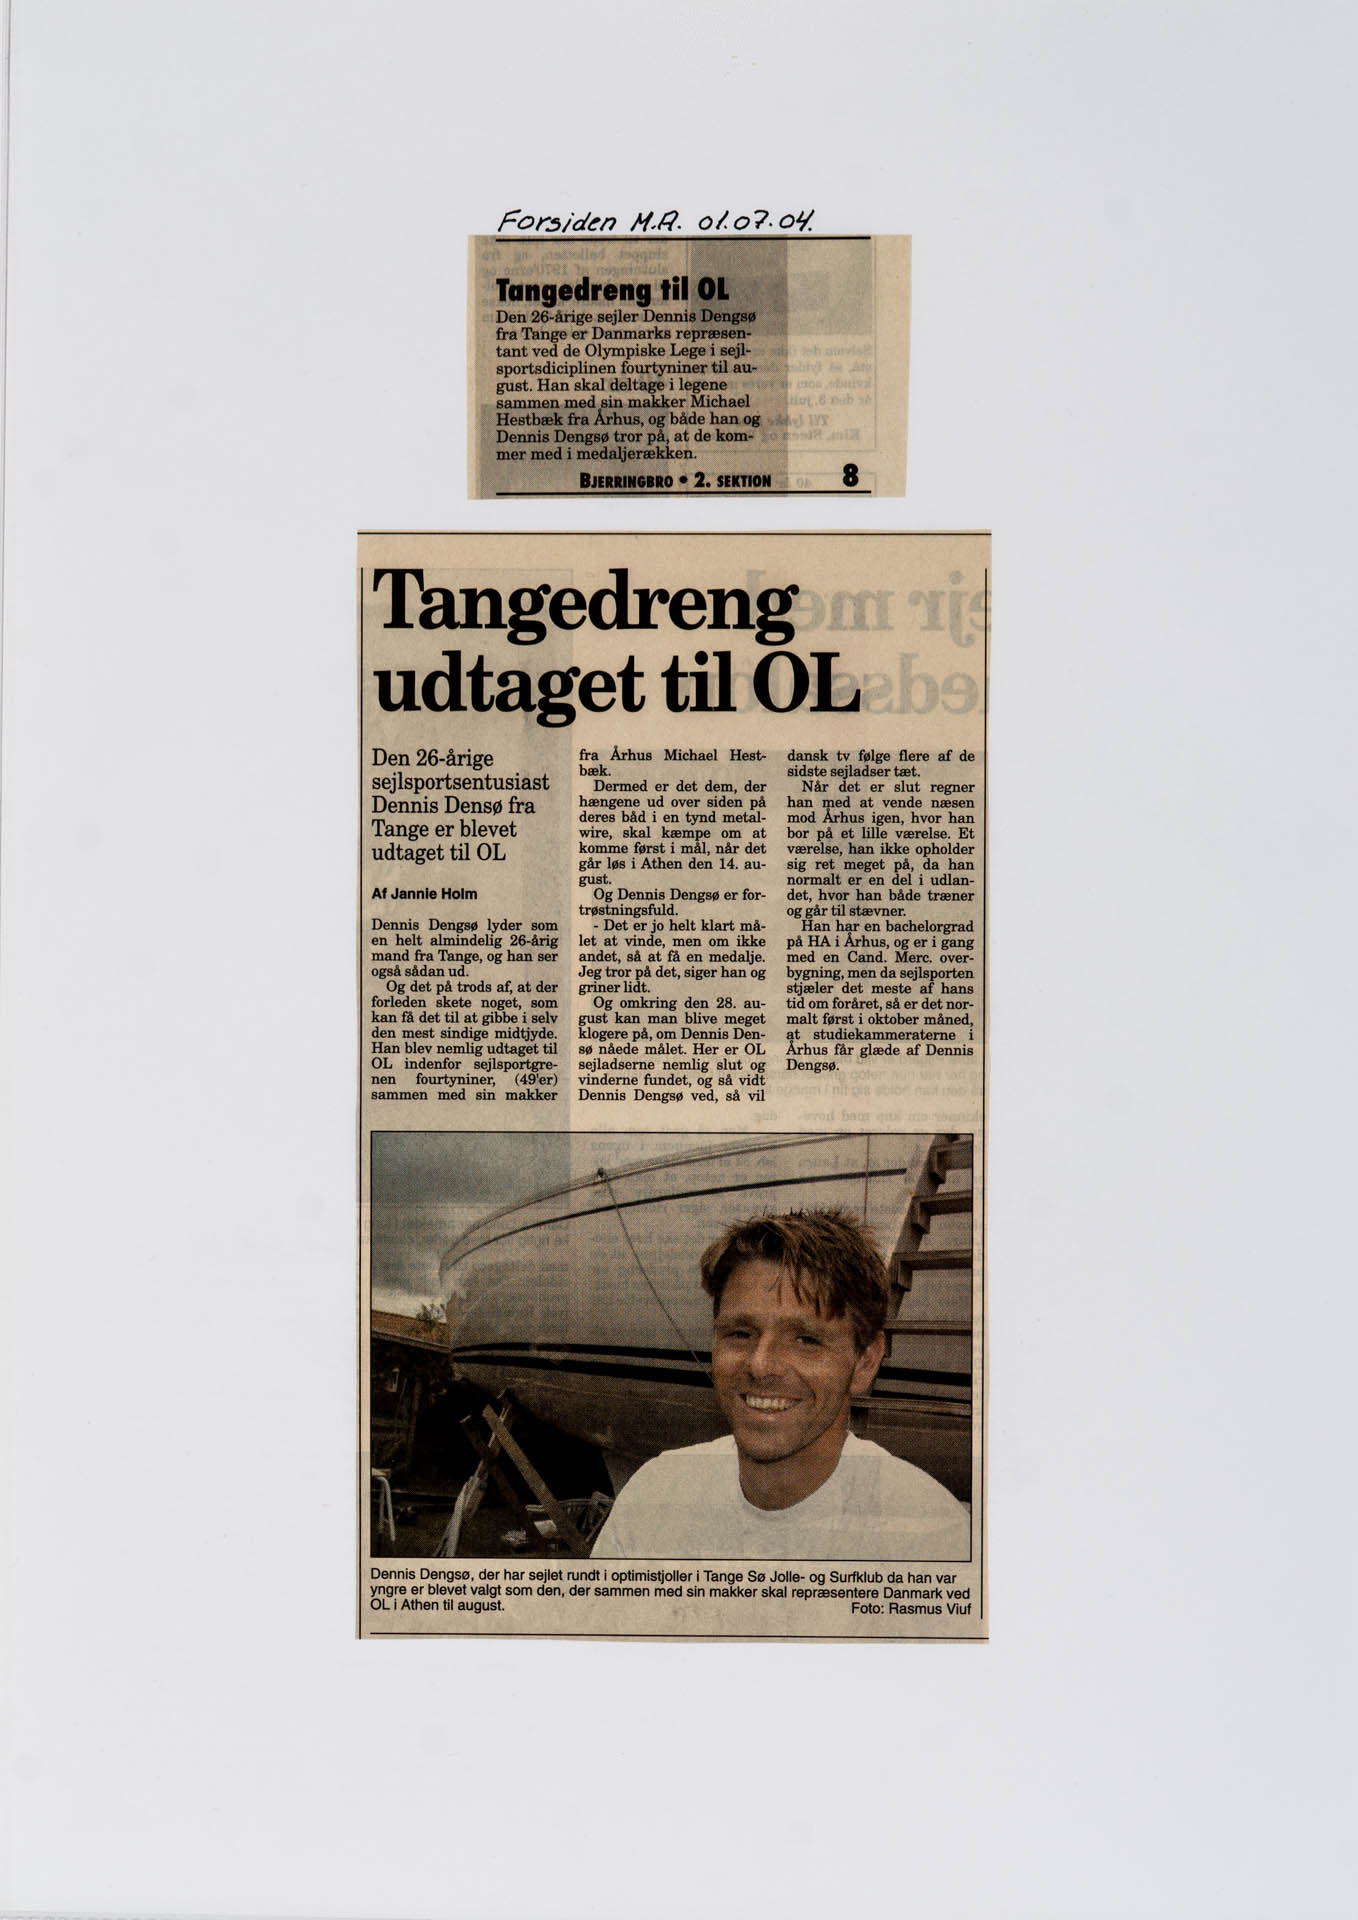 Forsiden M.A. 01.07.04.
Tangedreng til OL
Den 26-årige sejler Dennis Dengsø
fra Tange er Danmarks repræsen-
tant ved de Olympiske Lege i sejl-
sportsdiciplinen fourtyniner til au-
gust. Han skal deltage i legene
sammen med sin makker Michael
Hestbæk fra Århus, og både han og
Dennis Dengsø tror på, at de kom-
mer med i medaljerækken.
BJERRINGBRO • 2. SEKTION 8
Tangedreng
udtaget til OL
Den 26-årige
sejlsportsentusiast
Dennis Densø fra
Tange er blevet
udtaget til OL
Af Jannie Holm
Dennis Dengsø lyder som
en helt almindelig 26-årig
mand fra Tange, og han ser
også sådan ud.
Og det på trods af, at der
forleden skete noget, som
kan få det til at gibbe i selv
den mest sindige midtjyde.
Han blev nemlig udtaget til
OL indenfor sejlsportgre-
nen fourtyniner, (49'er)
sammen med sin makker
fra Århus Michael Hest-
bæk.
Dermed er det dem, der
hængene ud over siden på
deres båd i en tynd metal-
wire, skal kæmpe om at
komme først i mål, når det
går løs i Athen den 14. au-
gust.
Og Dennis Dengsø er for-
trøstningsfuld.
- Det er jo helt klart må-
let at vinde, men om ikke
andet, så at få en medalje.
Jeg tror på det, siger han og
griner lidt.
Og omkring den 28. au-
gust kan man blive meget
klogere på, om Dennis Den-
sø nåede målet. Her er OL
sejladserne nemlig slut og
vinderne fundet, og så vidt
Dennis Dengsø ved, så vil
dansk tv følge flere af de
sidste sejladser tæt.
Når det er slut regner
han med at vende næsen
mod Århus igen, hvor han
bor på et lille værelse. Et
værelse, han ikke opholder
sig ret meget på, da han
normalt er en del i udlan-
det, hvor han både træner
og går til stævner.
Han har en bachelorgrad
på HA i Århus, og er i gang
med en Cand. Merc. over-
bygning, men da sejlsporten
stjæler det meste af hans
tid om foråret, så er det nor-
malt først i oktober måned,
at studiekammeraterne i
Århus får glæde af Dennis
Dengsø.
Dennis Dengsø, der har sejlet rundt i optimistjoller i Tange Sø Jolle- og Surfklub da han var
yngre er blevet valgt som den, der sammen med sin makker skal repræsentere Danmark ved
OL i Athen til august. Foto: Rasmus Viuf